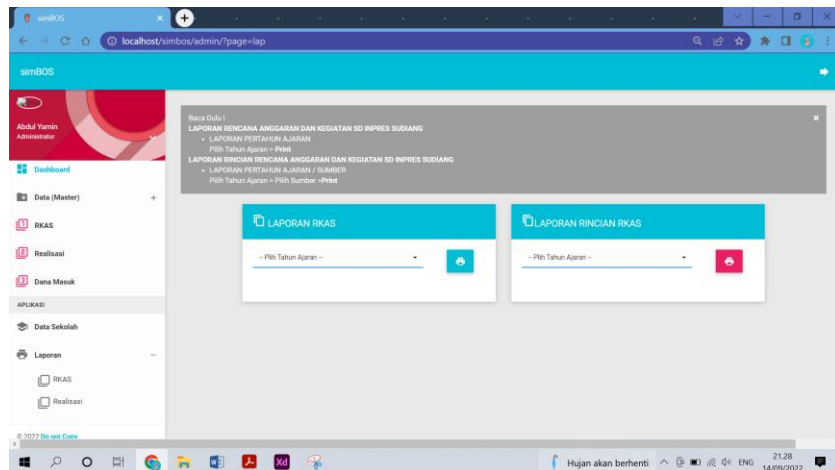 simBOS
localhost/simbos/admin/?page=lap
simBOS
Abdul Yamin
Administrator
Dashboard
Data (Master)
RKAS
Realisasi
Dana Masuk
APLIKASI
Data Sekolah
Laporan
RKAS
Realisasi
© 2022 Do not Copy
Baca Dulu !
LAPORAN RENCANA ANGGARAN DAN KEGIATAN SD INPRES SUDIANG
LAPORAN PERTAHUN AJARAN
Pilih Tahun Ajaran > Print
LAPORAN RINCIAN RENCANA ANGGARAN DAN KEGIATAN SD INPRES SUDIANG
LAPORAN PERTAHUN AJARAN / SUMBER
Pilih Tahun Ajaran > Pilih Sumber >Print
LAPORAN RKAS
-- Pilih Tahun Ajaran --
LAPORAN RINCIAN RKAS
-- Pilih Tahun Ajaran --
Hujan akan berhenti
ENG
21.28
14/09/2022